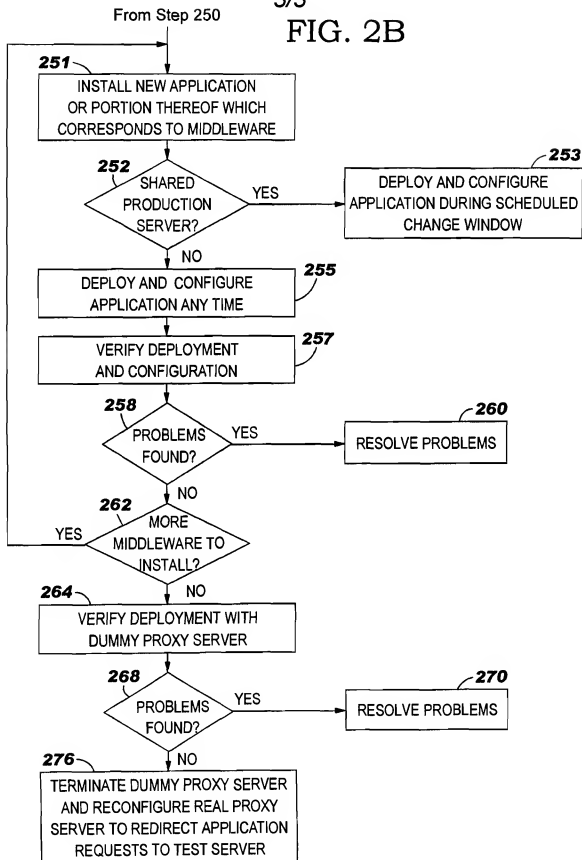 3/3
From Step 250
FIG. 2B
251
INSTALL NEW APPLICATION
OR PORTION THEREOF WHICH
CORRESPONDS TO MIDDLEWARE
252
SHARED
PRODUCTION
SERVER?
YES
253
DEPLOY AND CONFIGURE
APPLICATION DURING SCHEDULED
CHANGE WINDOW
NO
255
DEPLOY AND CONFIGURE
APPLICATION ANY TIME
257
VERIFY DEPLOYMENT
AND CONFIGURATION
258
PROBLEMS
FOUND?
YES
260
RESOLVE PROBLEMS
NO
262
YES
MORE
MIDDLEWARE TO
INSTALL?
NO
264
VERIFY DEPLOYMENT WITH
DUMMY PROXY SERVER
268
PROBLEMS
FOUND?
YES
270
RESOLVE PROBLEMS
NO
276
TERMINATE DUMMY PROXY SERVER
AND RECONFIGURE REAL PROXY
SERVER TO REDIRECT APPLICATION
REQUESTS TO TEST SERVER